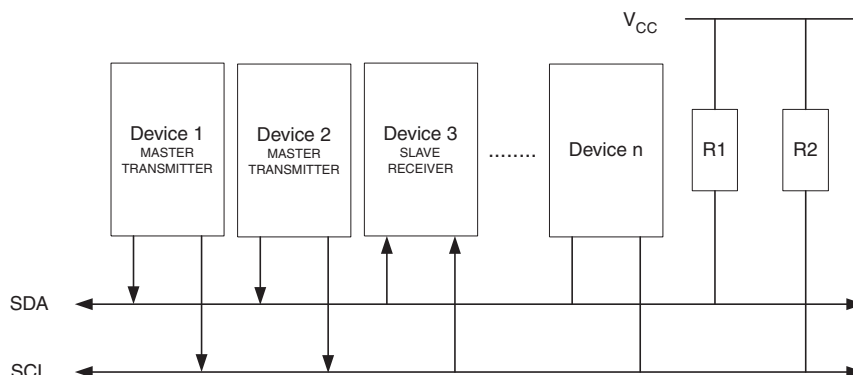 VCC
Device 1
MASTER
TRANSMITTER
Device 2
MASTER
TRANSMITTER
Device 3
SLAVE
RECEIVER
........
Device n
R1
R2
SDA
SCL